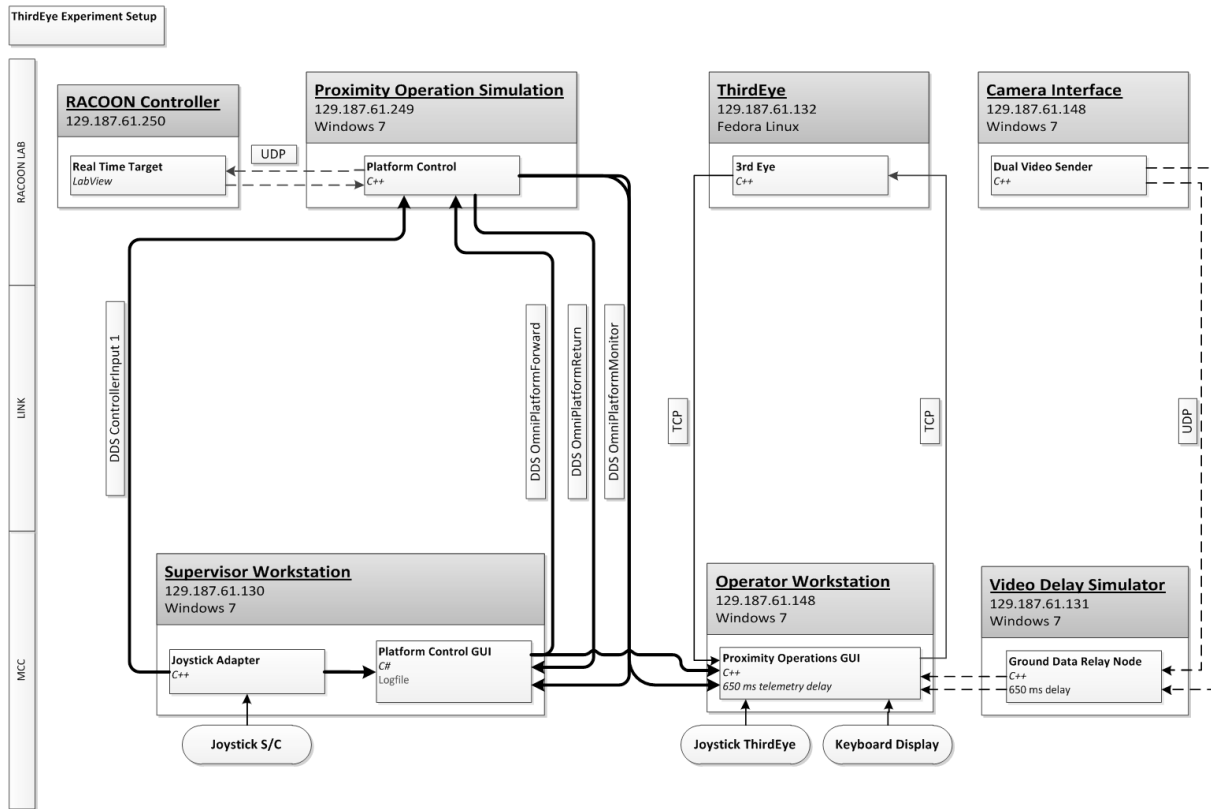 ThirdEye Experiment Setup
RACOON LAB
LINK
MCC
RACOON Controller
129.187.61.250
Real Time Target
LabView
UDP
Proximity Operation Simulation
129.187.61.249
Windows 7
Platform Control
C++
ThirdEye
129.187.61.132
Fedora Linux
3rd Eye
C++
Camera Interface
129.187.61.148
Windows 7
Dual Video Sender
C++
DDS ControllerInput 1
DDS OmniPlatformForward
DDS OmniPlatformReturn
DDS OmniPlatformMonitor
TCP
TCP
UDP
Supervisor Workstation
129.187.61.130
Windows 7
Joystick Adapter
C++
Platform Control GUI
C#
Logfile
Joystick S/C
Operator Workstation
129.187.61.148
Windows 7
Proximity Operations GUI
C++
650 ms telemetry delay
Joystick ThirdEye
Keyboard Display
Video Delay Simulator
129.187.61.131
Windows 7
Ground Data Relay Node
C++
650 ms delay